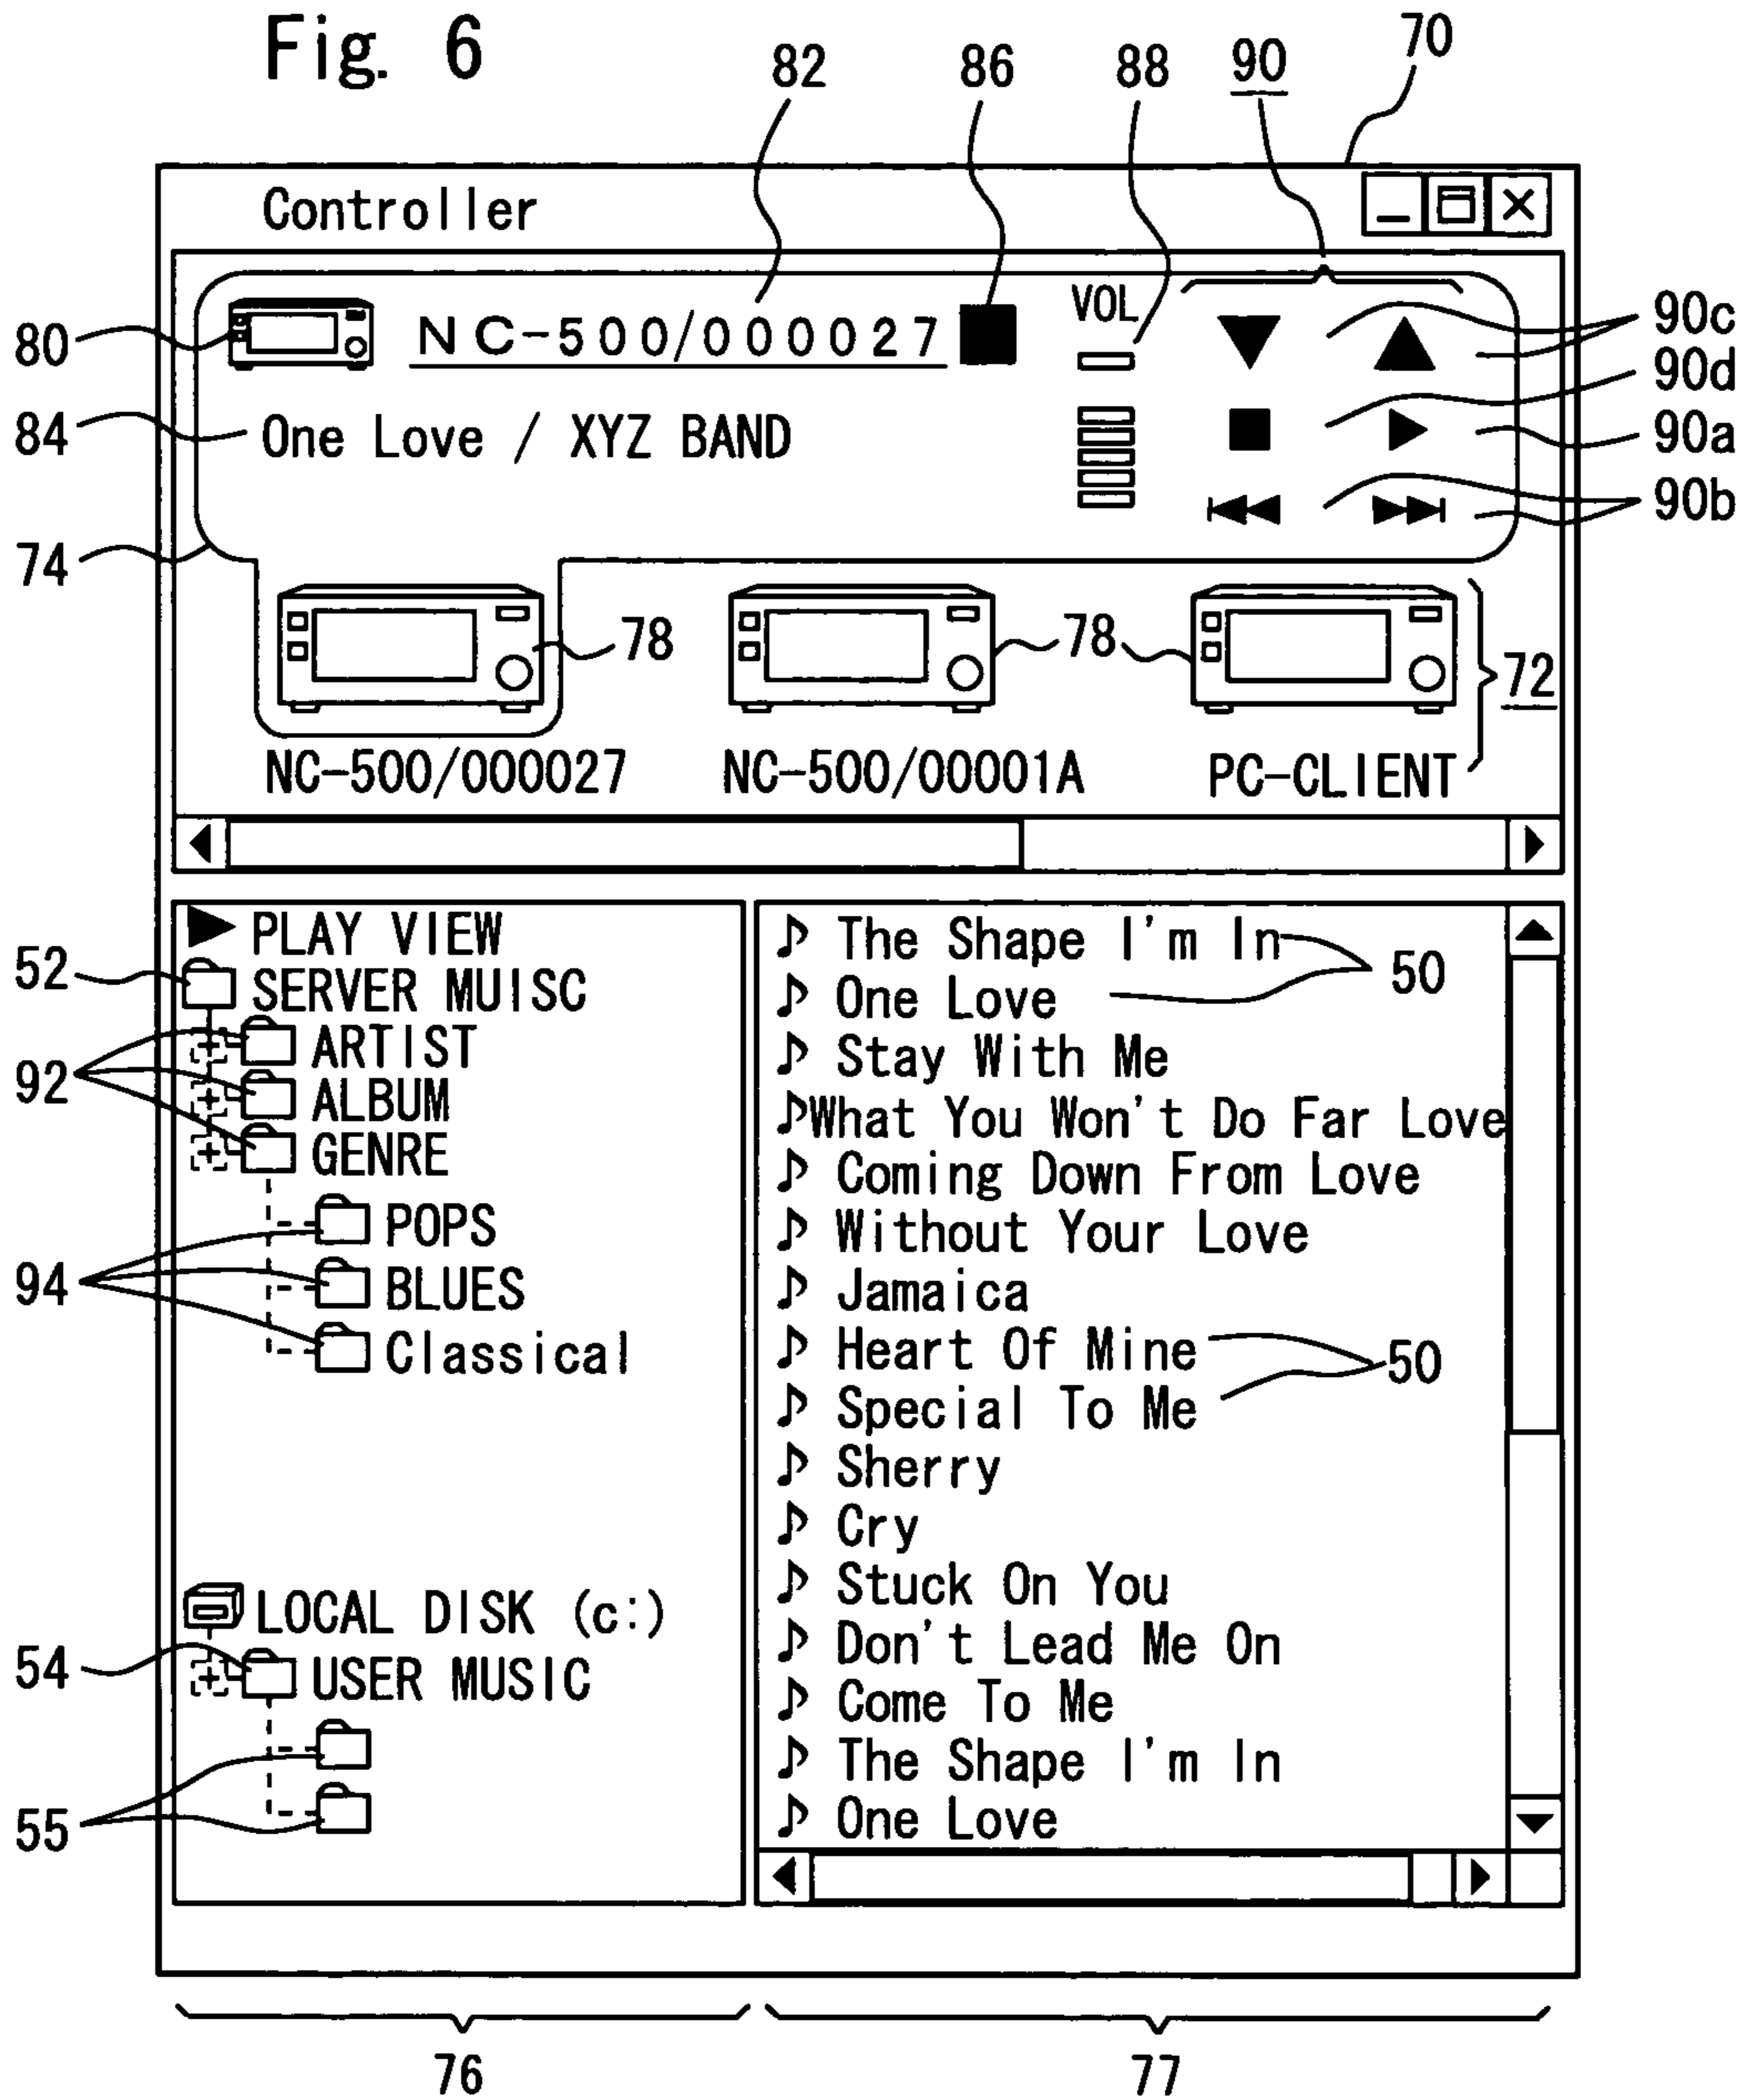 Fig. 6
82 86 88 90 70
Controller
80 NC-500/000027 VOL 90c
90d
84 One Love / XYZ BAND 90a
90b
74
78 78 72
NC-500/000027 NC-500/00001A PC-CLIENT
PLAY VIEW
52 SERVER MUISC
ARTIST
92 ALBUM
GENRE
POPS
94 BLUES
Classical
LOCAL DISK (c:)
54 USER MUSIC
55
The Shape I'm In
50
One Love
Stay With Me
What You Won't Do Far Love
Coming Down From Love
Without Your Love
Jamaica
Heart Of Mine
50
Special To Me
Sherry
Cry
Stuck On You
Don't Lead Me On
Come To Me
The Shape I'm In
One Love
76 77